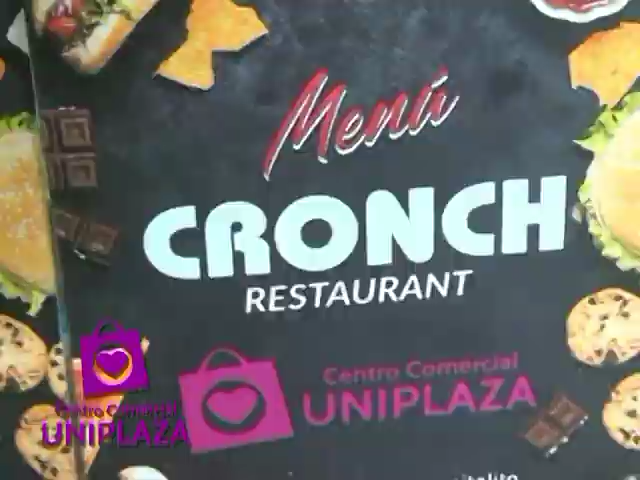 Menú
CRONCH
RESTAURANT
Centro Comercial
UNIPLAZA
Centro Comercial
UNIPLAZA